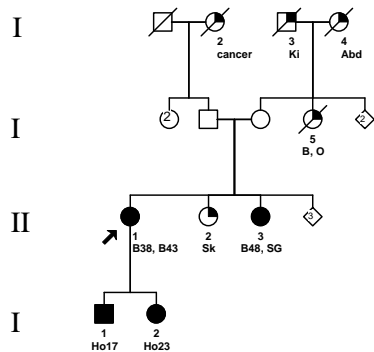 I
2
cancer
3
Ki
4
Abd
I
2
5
B, O
2
II
1
B38, B43
2
Sk
3
B48, SG
3
I
1
Ho17
2
Ho23